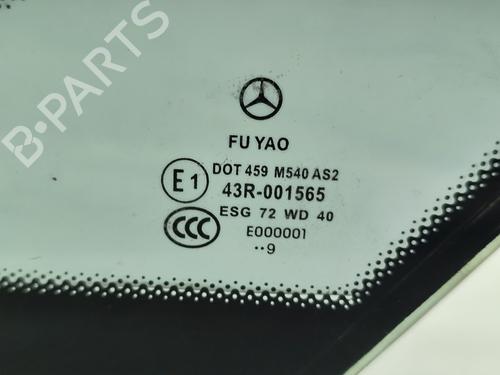 B-PARTS
FU YAO
DOT 459 M540 AS2
E1
43R-001565
CCC
ESG 72 WD 40
E000001
··9